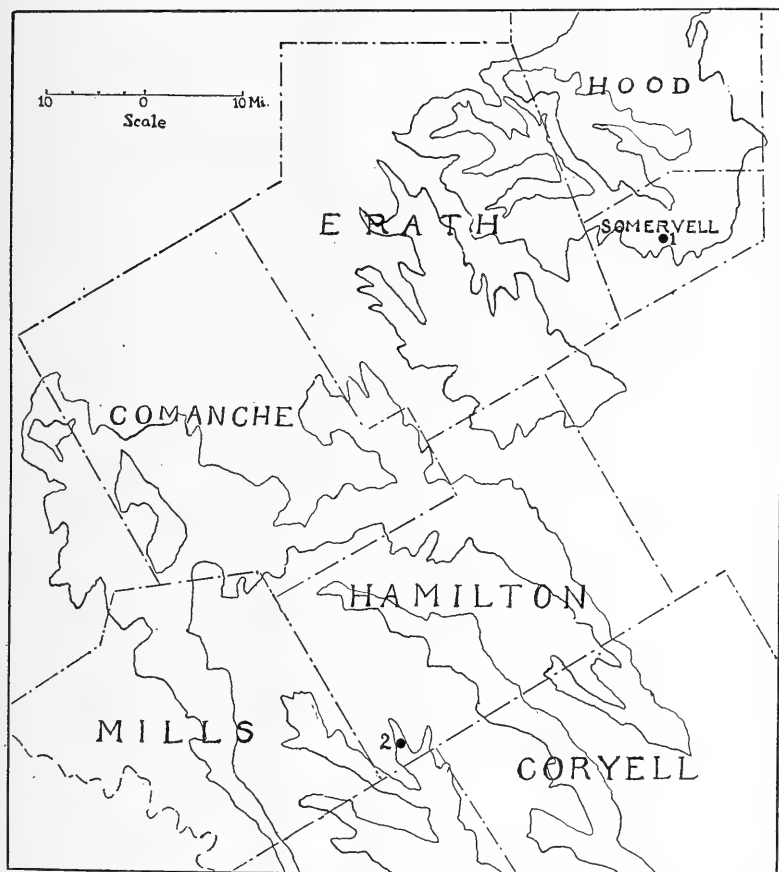 HOOD
10 0 10 Mi.
Scale
ERATH
SOMERVELL
1
COMANCHE
HAMILTON
MILLS
2
CORYELL